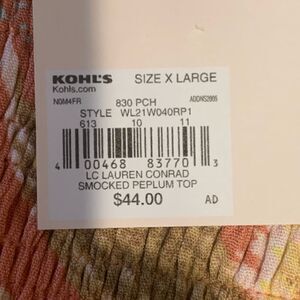 KOHL'S SIZE X LARGE
Kohls.com
N0M4FR 830 PCH ADDNS2995
STYLE WL21W040RP1
613 10 11
4 00468 83770 3
LC LAUREN CONRAD
SMOCKED PEPLUM TOP
$44.00 AD